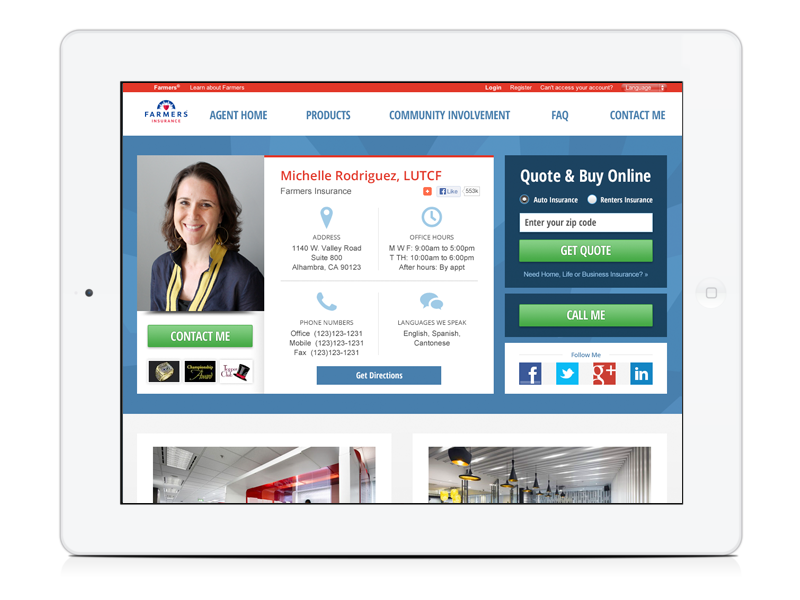 Farmers® Learn about Farmers Login Register Can't access your account? Language
FARMERS
INSURANCE
AGENT HOME PRODUCTS COMMUNITY INVOLVEMENT FAQ CONTACT ME
Michelle Rodriguez, LUTCF
Farmers Insurance
Like 553k
ADDRESS
1140 W. Valley Road
Suite 800
Alhambra, CA 90123
OFFICE HOURS
M W F: 9:00am to 5:00pm
T TH: 10:00am to 6:00pm
After hours: By appt
PHONE NUMBERS
Office (123)123-1231
Mobile (123)123-1231
Fax (123)123-1231
LANGUAGES WE SPEAK
English, Spanish,
Cantonese
Get Directions
CONTACT ME
Championship
Award
Topper
Club
Quote & Buy Online
Auto Insurance Renters Insurance
Enter your zip code
GET QUOTE
Need Home, Life or Business Insurance? »
CALL ME
Follow Me
f
g+
in